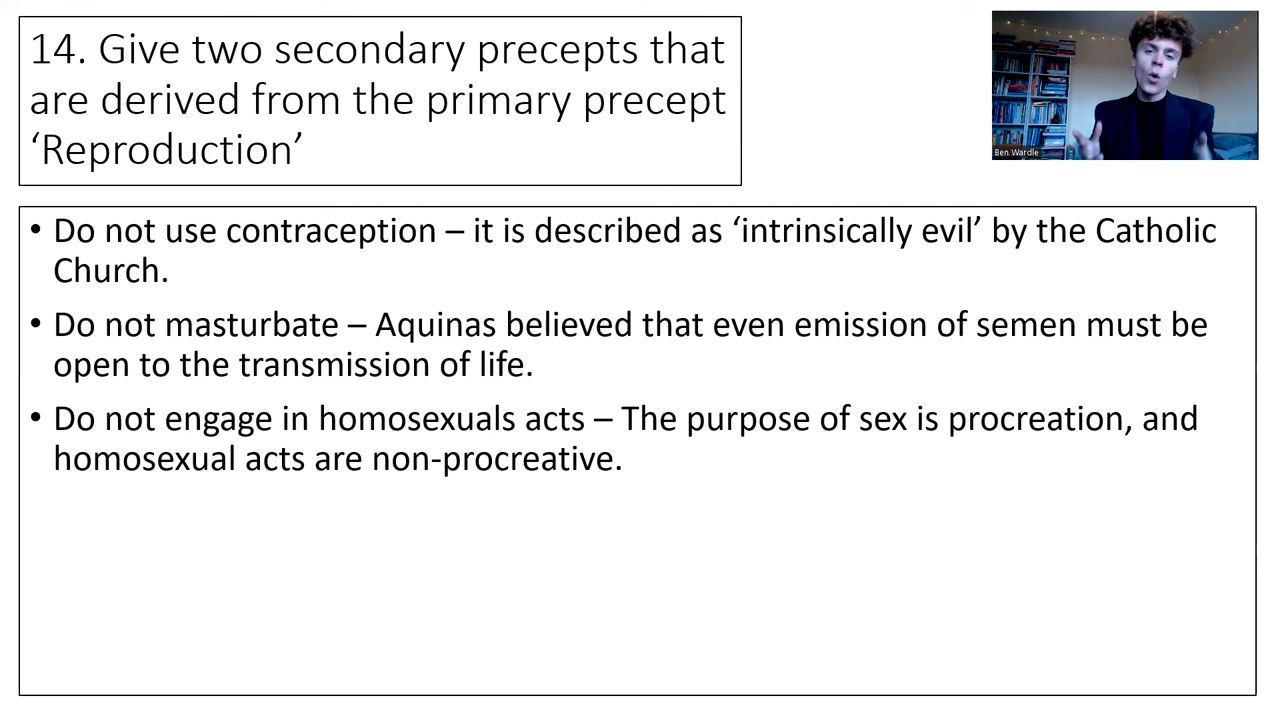 14. Give two secondary precepts that
are derived from the primary precept
‘Reproduction’
Ben Wardle
• Do not use contraception – it is described as ‘intrinsically evil’ by the Catholic
Church.
• Do not masturbate – Aquinas believed that even emission of semen must be
open to the transmission of life.
• Do not engage in homosexuals acts – The purpose of sex is procreation, and
homosexual acts are non-procreative.